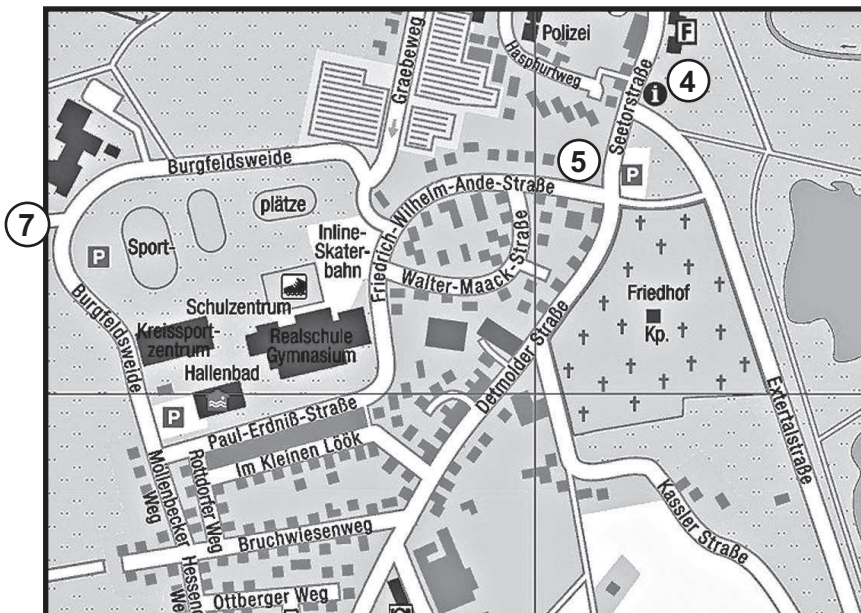 Polizei
F
Hasphurtweg
Graebeweg
4
i
Seetorstraße
5
P
Burgfeldsweide
Friedrich-Wilhelm-Ande-Straße
plätze
7
Sport-
Inline-
Skater-
bahn
P
Walter-Maack-Straße
Burgfeldsweide
Schulzentrum
Friedhof
Kp.
Kreissport-
zentrum
Realschule
Gymnasium
Hallenbad
Detmolder Straße
Extertalstraße
P
Paul-Erdniß-Straße
Im Kleinen Löök
Möllenbecker
Weg
Rottdorfer Weg
Kassler Straße
Bruchwiesenweg
Hessend
We
Ottberger Weg